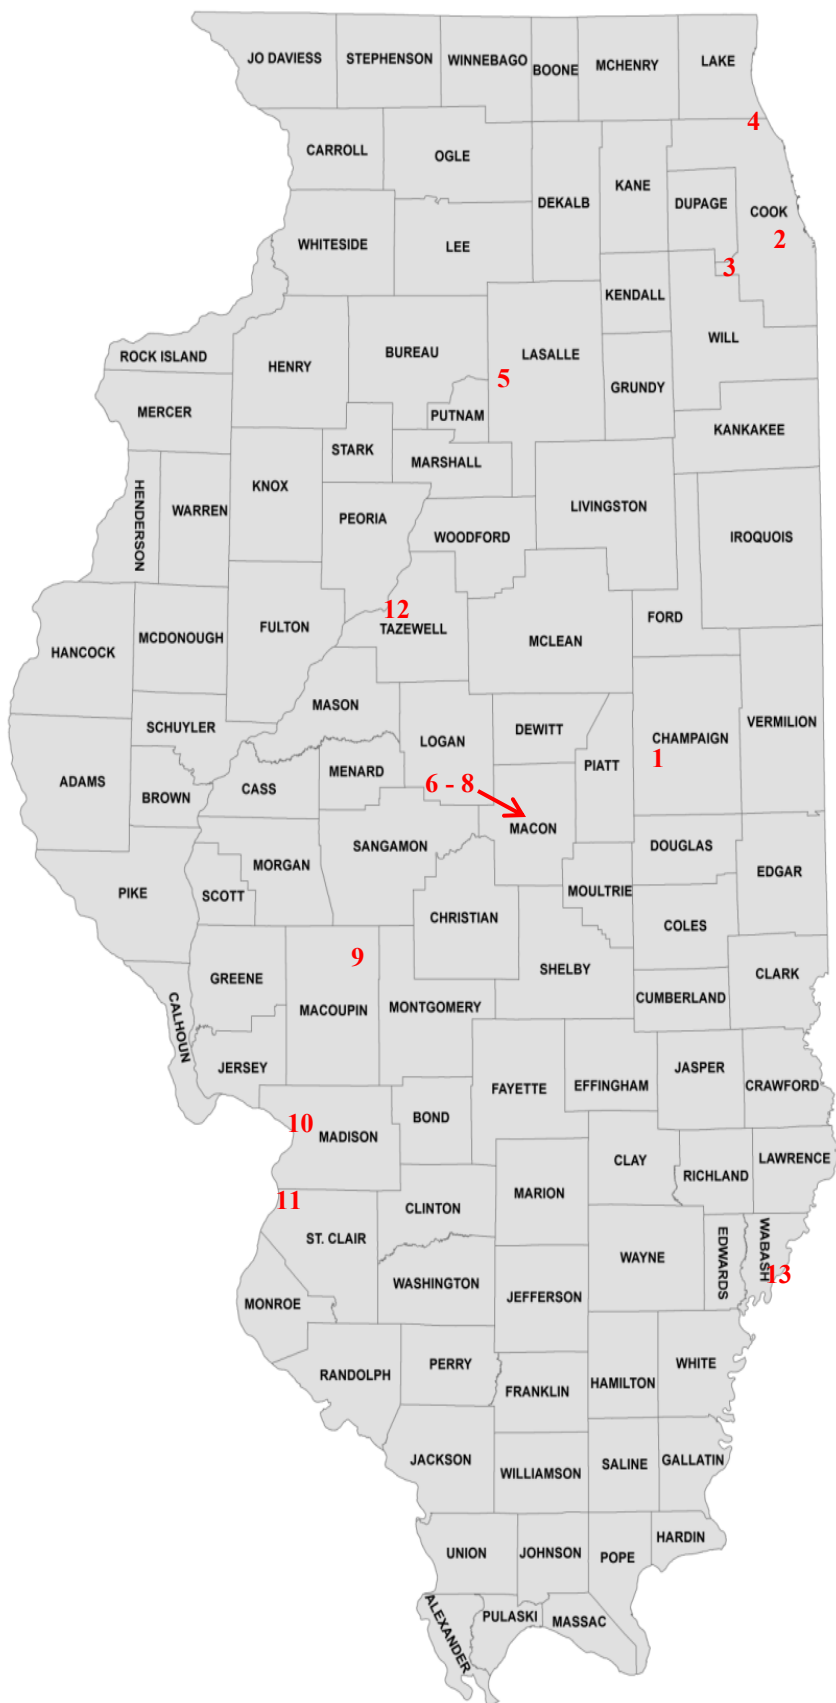 JO DAVIESS STEPHENSON WINNEBAGO BOONE MCHENRY LAKE
4
CARROLL OGLE DEKALB KANE DUPAGE COOK
2
WHITESIDE LEE
3
KENDALL
ROCK ISLAND HENRY BUREAU LASALLE WILL
5
MERCER PUTNAM GRUNDY
KANKAKEE
STARK MARSHALL
HENDERSON WARREN KNOX PEORIA WOODFORD LIVINGSTON IROQUOIS
12
HANCOCK MCDONOUGH FULTON TAZEWELL MCLEAN FORD
MASON
SCHUYLER LOGAN DEWITT CHAMPAIGN VERMILION
1
ADAMS BROWN CASS MENARD PIATT
6 - 8
MACON
SANGAMON DOUGLAS
PIKE SCOTT MORGAN CHRISTIAN MOULTRIE EDGAR
COLES
9
GREENE SHELBY CLARK
CALHOUN MACOUPIN MONTGOMERY CUMBERLAND
JERSEY FAYETTE EFFINGHAM JASPER CRAWFORD
10
MADISON BOND
CLAY RICHLAND LAWRENCE
11
MARION
CLINTON
ST. CLAIR WAYNE EDWARDS WABASH
13
MONROE WASHINGTON JEFFERSON
RANDOLPH PERRY FRANKLIN HAMILTON WHITE
JACKSON WILLIAMSON SALINE GALLATIN
UNION JOHNSON POPE HARDIN
ALEXANDER PULASKI MASSAC